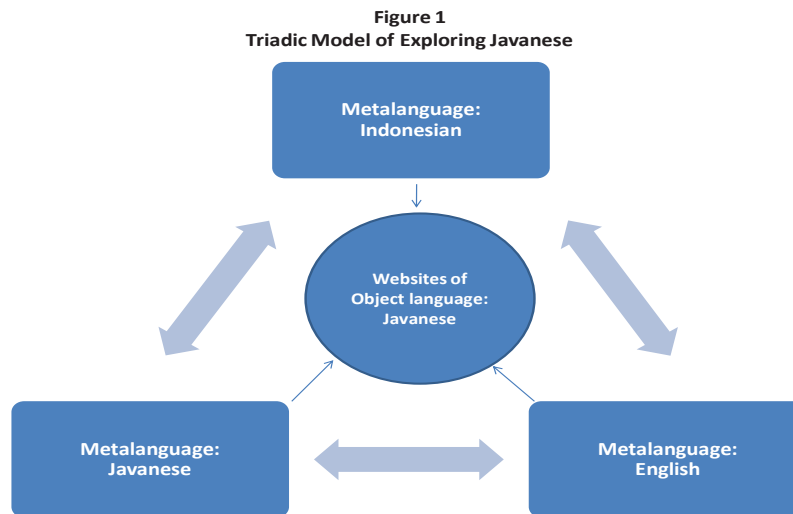 Figure 1
Triadic Model of Exploring Javanese
Metalanguage:
Indonesian
Websites of
Object language:
Javanese
Metalanguage:
Javanese
Metalanguage:
English